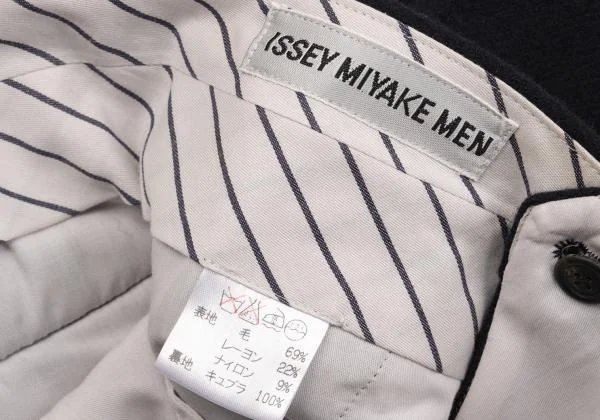 ISSEY MIYAKE MEN
表地 毛 69%
レーヨン 22%
ナイロン 9%
裏地 キュプラ 100%